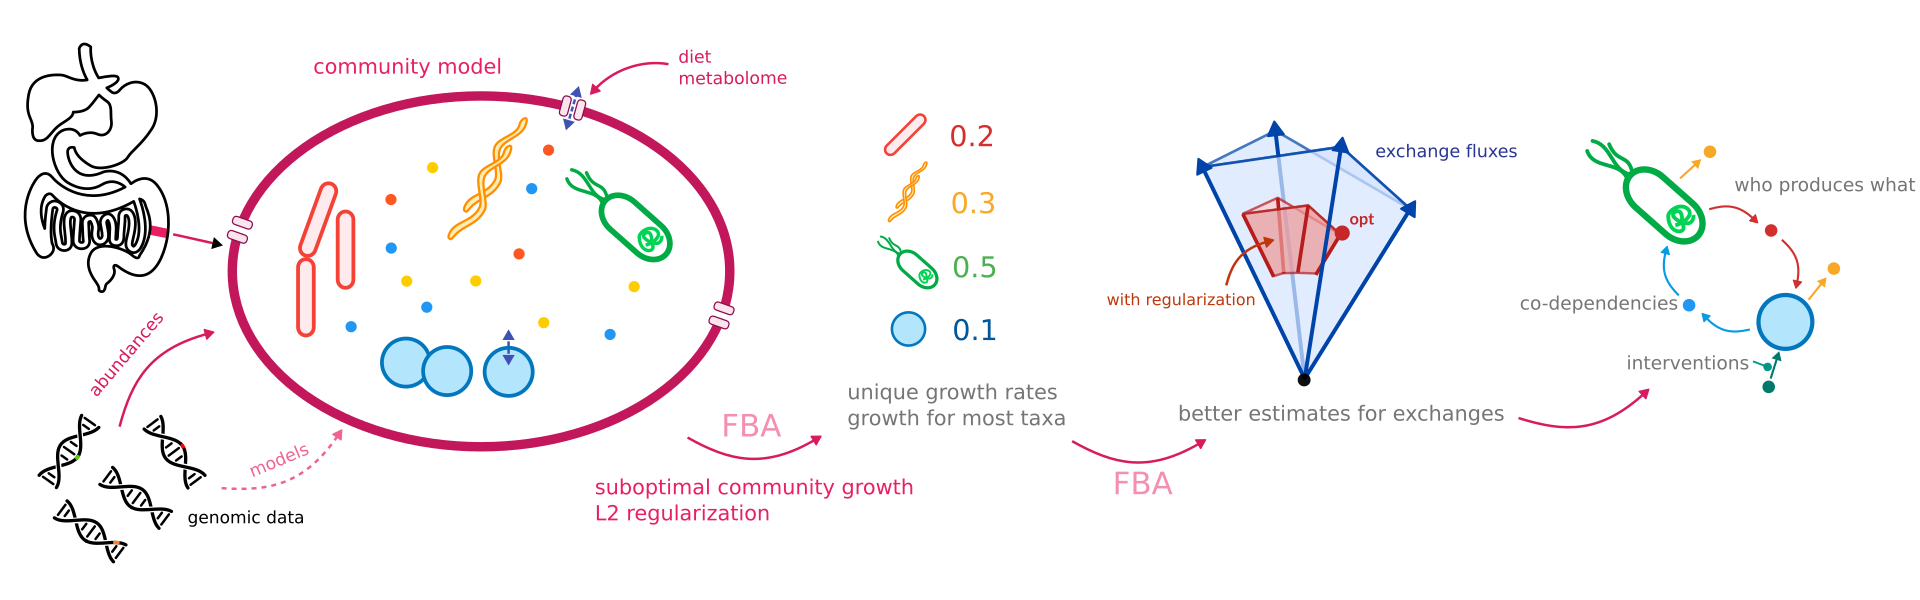 community model
diet
metabolome
abundances
models
genomic data
FBA
suboptimal community growth
L2 regularization
0.2
0.3
0.5
0.1
unique growth rates
growth for most taxa
FBA
exchange fluxes
opt
with regularization
better estimates for exchanges
who produces what
co-dependencies
interventions